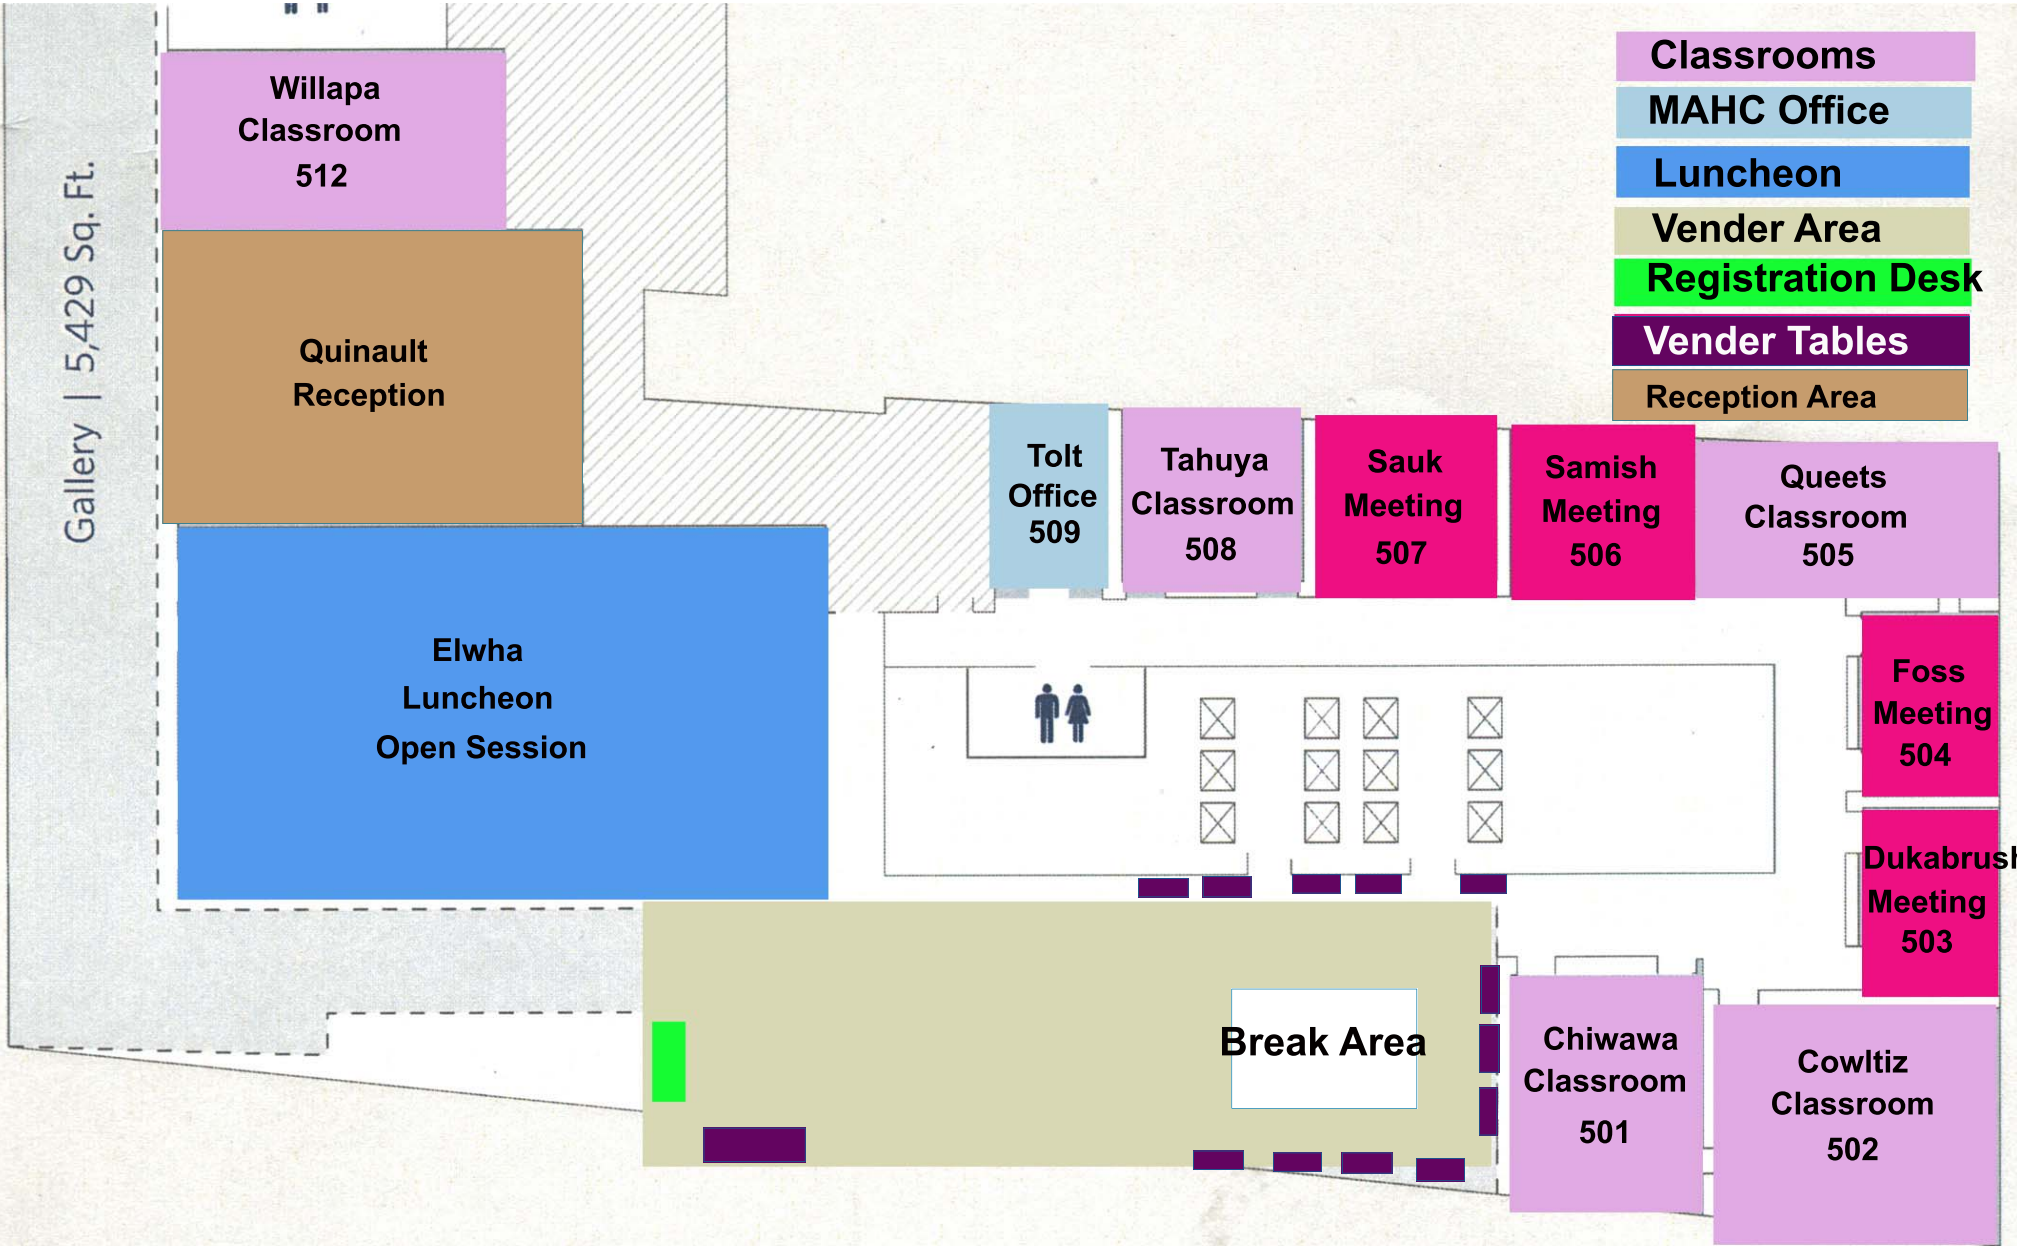 Willapa
Classroom
512
Gallery | 5,429 Sq. Ft.
Quinault
Reception
Elwha
Luncheon
Open Session
Classrooms
MAHC Office
Luncheon
Vender Area
Registration Desk
Vender Tables
Reception Area
Tolt
Office
509
Tahuya
Classroom
508
Sauk
Meeting
507
Samish
Meeting
506
Queets
Classroom
505
Foss
Meeting
504
Dukabrush
Meeting
503
Break Area
Chiwawa
Classroom
501
Cowltiz
Classroom
502